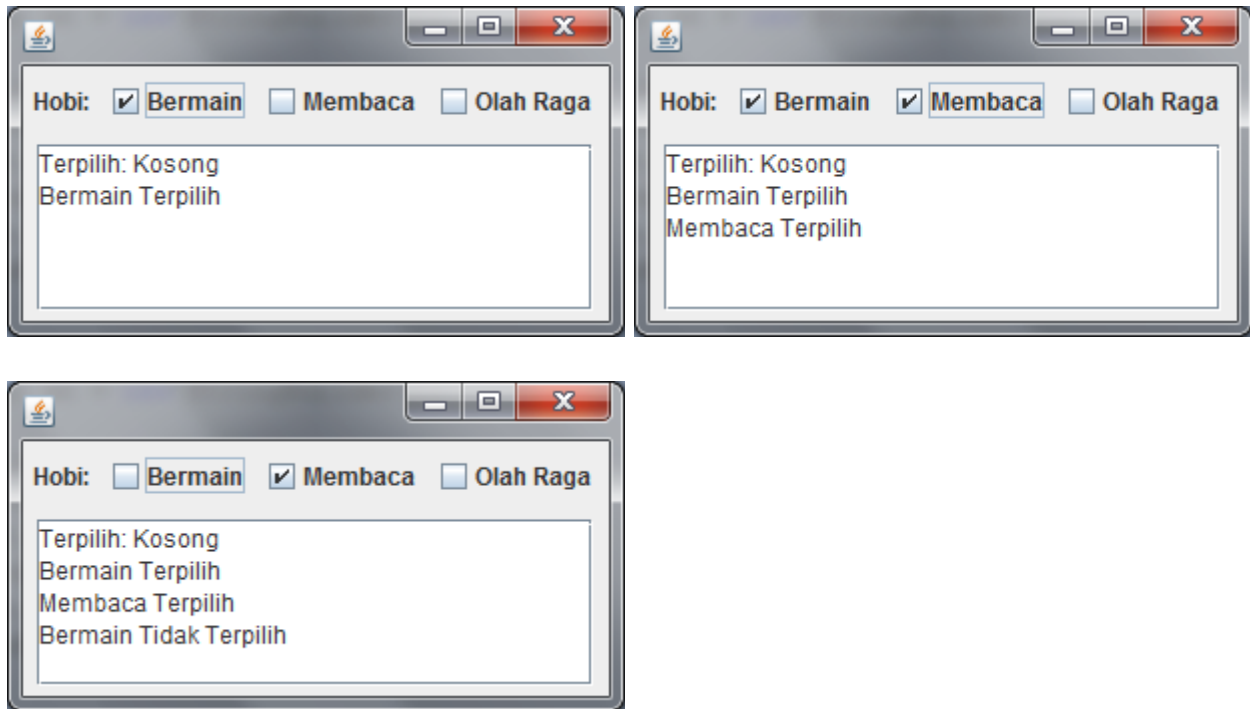 Hobi: Bermain Membaca Olah Raga
Terpilih: Kosong
Bermain Terpilih
Hobi: Bermain Membaca Olah Raga
Terpilih: Kosong
Bermain Terpilih
Membaca Terpilih
Hobi: Bermain Membaca Olah Raga
Terpilih: Kosong
Bermain Terpilih
Membaca Terpilih
Bermain Tidak Terpilih